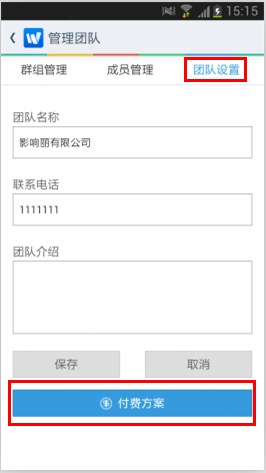 15:15
管理团队
群组管理 成员管理 团队设置
团队名称
影响丽有限公司
联系电话
1111111
团队介绍
保存 取消
付费方案